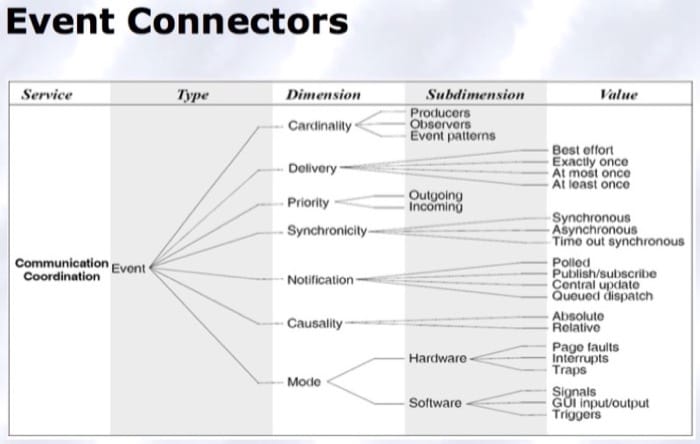 Event Connectors
Service Type Dimension Subdimension Value
Cardinality
Producers
Observers
Event patterns
Delivery
Best effort
Exactly once
At most once
At least once
Priority
Outgoing
Incoming
Synchronicity
Synchronous
Asynchronous
Time out synchronous
Communication
Coordination
Event
Notification
Polled
Publish/subscribe
Central update
Queued dispatch
Causality
Absolute
Relative
Mode
Hardware
Page faults
Interrupts
Traps
Software
Signals
GUI input/output
Triggers